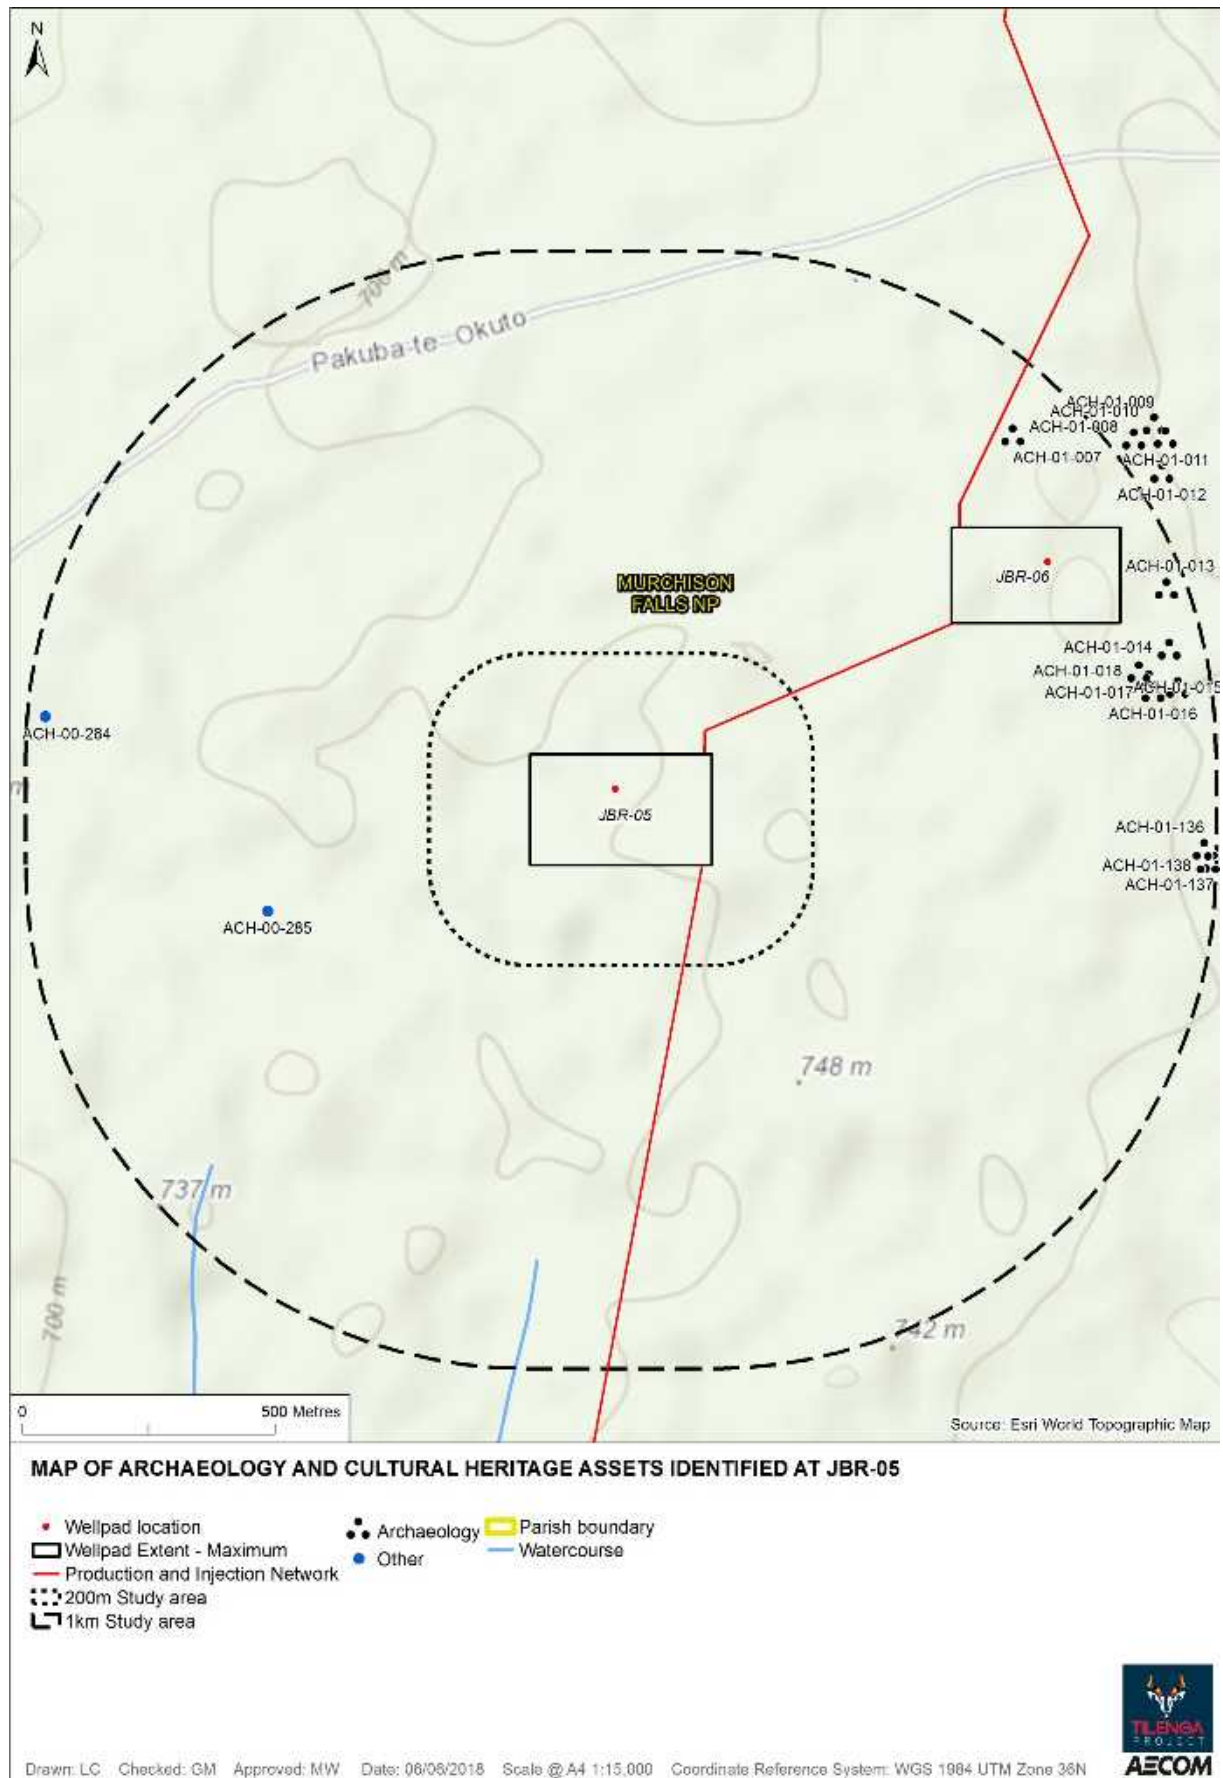 N
700 m
Pakuba-te Okuto
ACH-01-009
ACH-01-010
ACH-01-008
ACH-01-007
ACH-01-011
ACH-01-012
MURCHISON
FALLS NP
JBR-06
ACH-01-013
ACH-01-014
ACH-01-018
ACH-01-015
ACH-01-017
ACH-01-016
ACH-00-284
m
JBR-05
ACH-01-136
ACH-01-138
ACH-01-137
ACH-00-285
748 m
737 m
700 m
742 m
0 500 Metres
Source: Esri World Topographic Map
MAP OF ARCHAEOLOGY AND CULTURAL HERITAGE ASSETS IDENTIFIED AT JBR-05
Wellpad location
Wellpad Extent - Maximum
Production and Injection Network
200m Study area
1km Study area
Archaeology
Other
Parish boundary
Watercourse
TILENGA
PROJECT
AECOM
Drawn: LC Checked: GM Approved: MW Date: 06/06/2018 Scale @ A4 1:15,000 Coordinate Reference System: WGS 1984 UTM Zone 36N